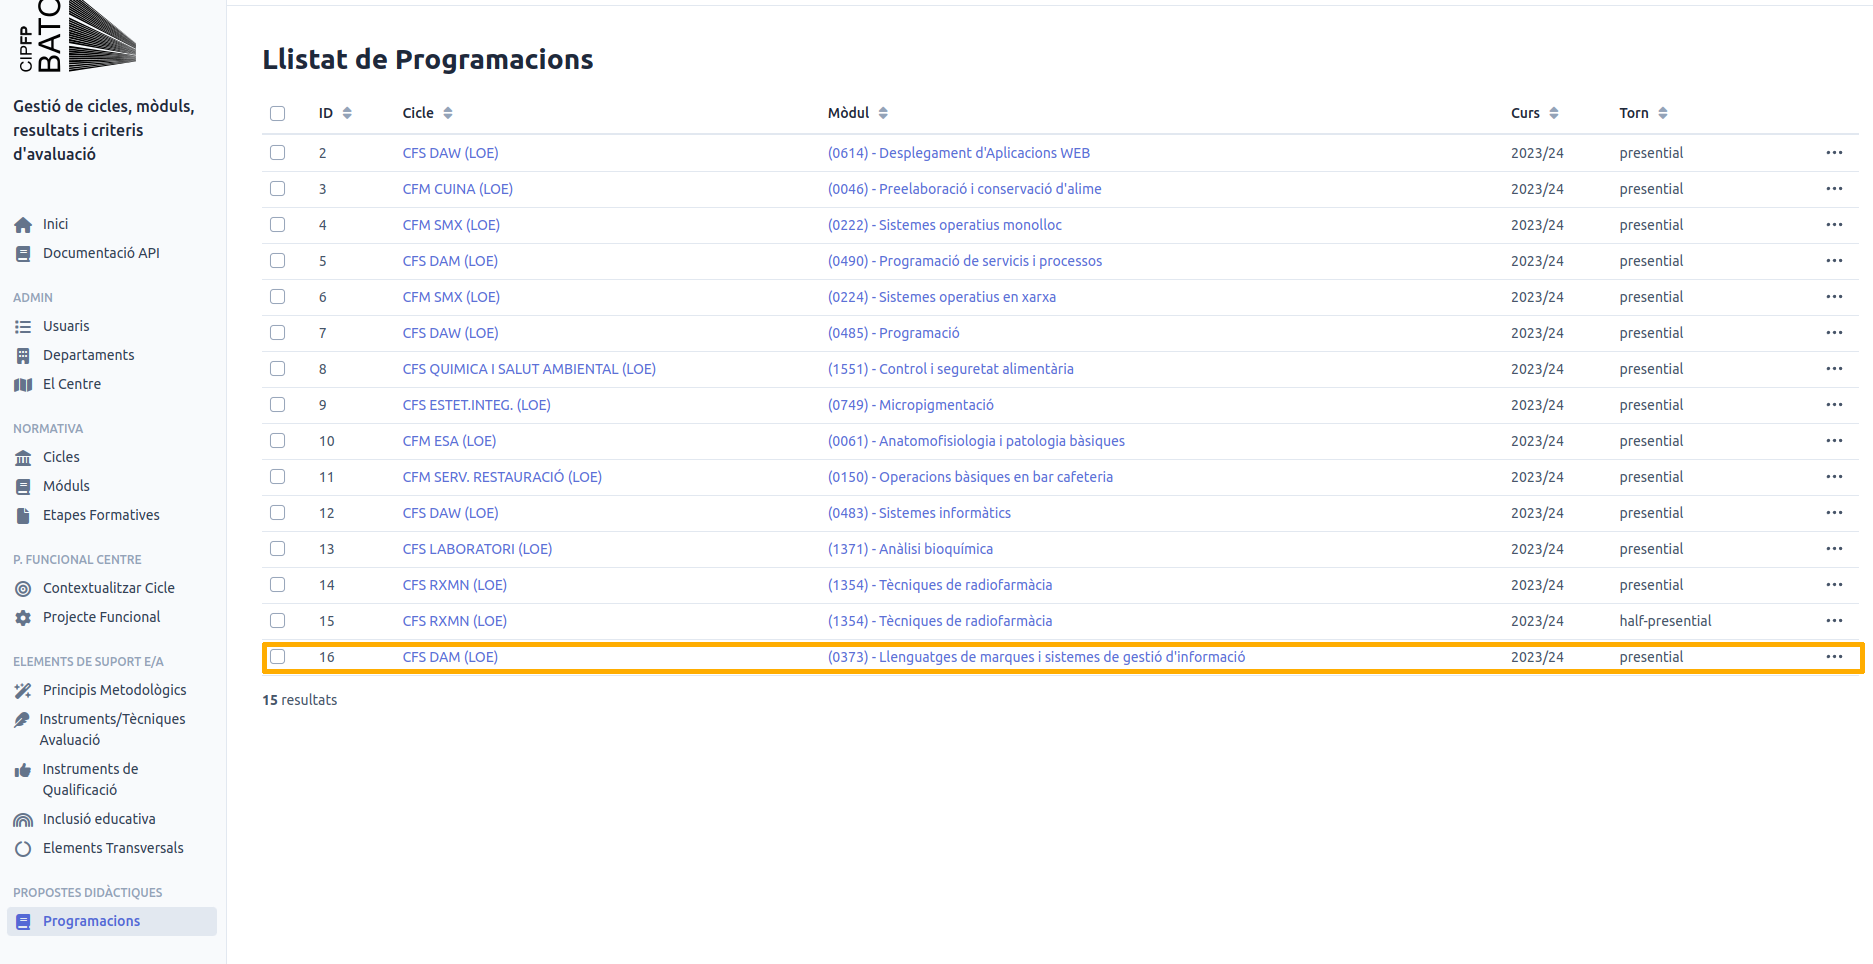 CIPFP
BATO
Gestió de cicles, mòduls,
resultats i criteris
d'avaluació
Inici
Documentació API
ADMIN
Usuaris
Departaments
El Centre
NORMATIVA
Cicles
Móduls
Etapes Formatives
P. FUNCIONAL CENTRE
Contextualitzar Cicle
Projecte Funcional
ELEMENTS DE SUPORT E/A
Principis Metodològics
Instruments/Tècniques
Avaluació
Instruments de
Qualificació
Inclusió educativa
Elements Transversals
PROPOSTES DIDÀCTIQUES
Programacions
Llistat de Programacions
ID Cicle Mòdul Curs Torn
2 CFS DAW (LOE) (0614) - Desplegament d'Aplicacions WEB 2023/24 presential
3 CFM CUINA (LOE) (0046) - Preelaboració i conservació d'alime 2023/24 presential
4 CFM SMX (LOE) (0222) - Sistemes operatius monolloc 2023/24 presential
5 CFS DAM (LOE) (0490) - Programació de servicis i processos 2023/24 presential
6 CFM SMX (LOE) (0224) - Sistemes operatius en xarxa 2023/24 presential
7 CFS DAW (LOE) (0485) - Programació 2023/24 presential
8 CFS QUIMICA I SALUT AMBIENTAL (LOE) (1551) - Control i seguretat alimentària 2023/24 presential
9 CFS ESTET.INTEG. (LOE) (0749) - Micropigmentació 2023/24 presential
10 CFM ESA (LOE) (0061) - Anatomofisiologia i patologia bàsiques 2023/24 presential
11 CFM SERV. RESTAURACIÓ (LOE) (0150) - Operacions bàsiques en bar cafeteria 2023/24 presential
12 CFS DAW (LOE) (0483) - Sistemes informàtics 2023/24 presential
13 CFS LABORATORI (LOE) (1371) - Anàlisi bioquímica 2023/24 presential
14 CFS RXMN (LOE) (1354) - Tècniques de radiofarmàcia 2023/24 presential
15 CFS RXMN (LOE) (1354) - Tècniques de radiofarmàcia 2023/24 half-presential
16 CFS DAM (LOE) (0373) - Llenguatges de marques i sistemes de gestió d'informació 2023/24 presential
15 resultats